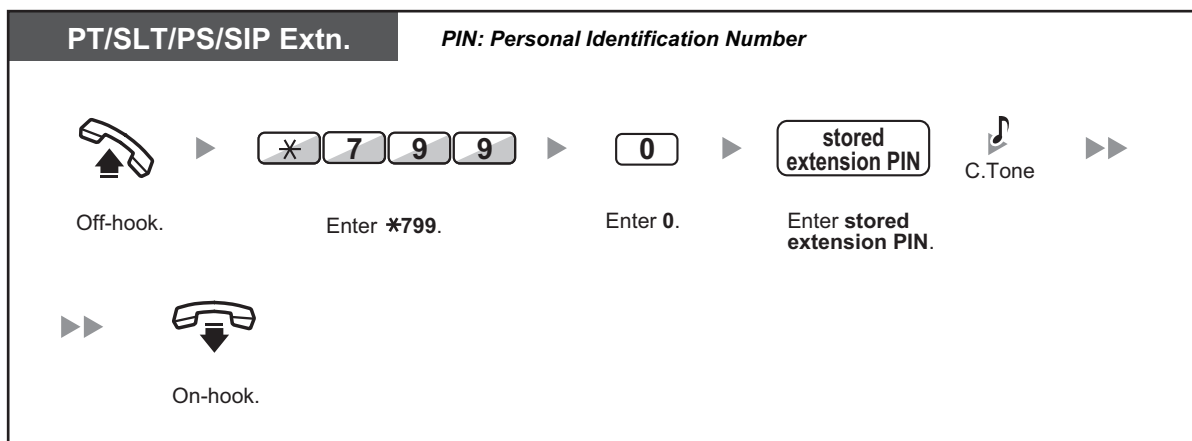 PT/SLT/PS/SIP Extn.
PIN: Personal Identification Number
* 7 9 9
0
stored
extension PIN
C.Tone
Off-hook.
Enter *799.
Enter 0.
Enter stored
extension PIN.
On-hook.